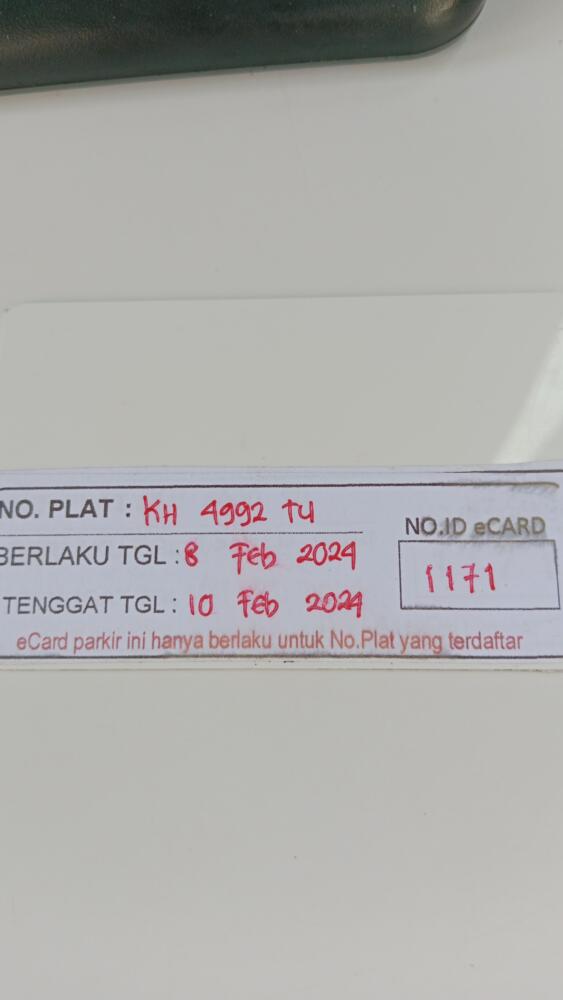 NO. PLAT : KH 4992 TU
NO.ID eCARD
BERLAKU TGL : 8 Feb 2024
1171
TENGGAT TGL : 10 Feb 2024
eCard parkir ini hanya berlaku untuk No.Plat yang terdaftar